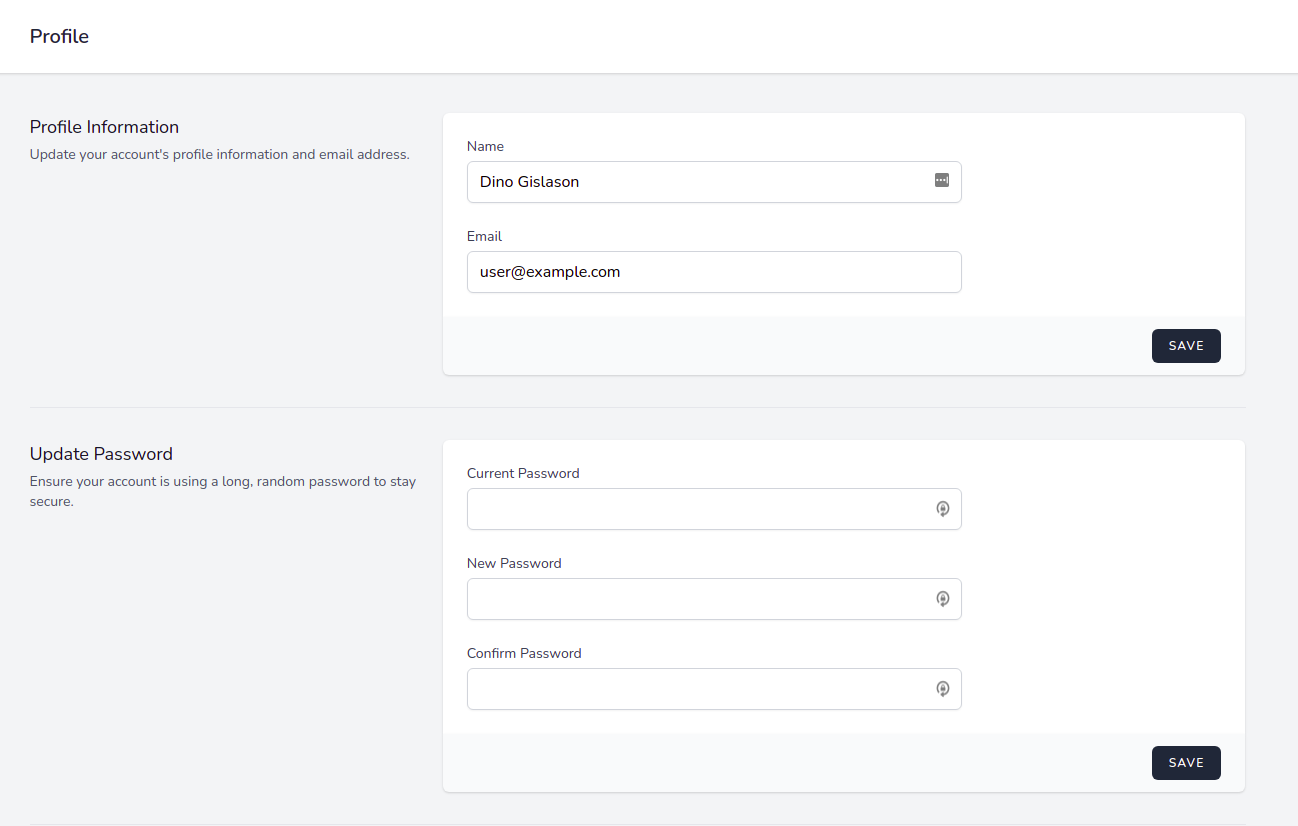 Profile
Profile Information
Update your account's profile information and email address.
Name
Dino Gislason
Email
user@example.com
SAVE
Update Password
Ensure your account is using a long, random password to stay
secure.
Current Password
New Password
Confirm Password
SAVE